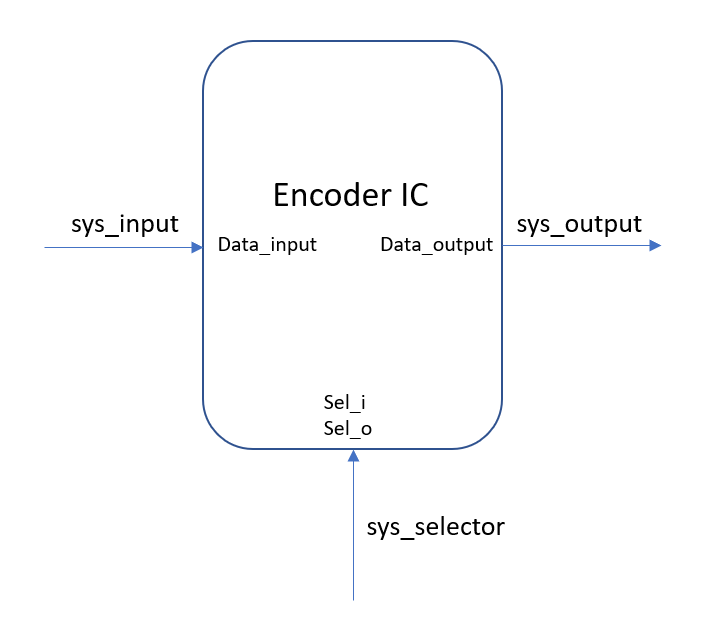 Encoder IC
sys_input
sys_output
Data_input
Data_output
Sel_i
Sel_o
sys_selector